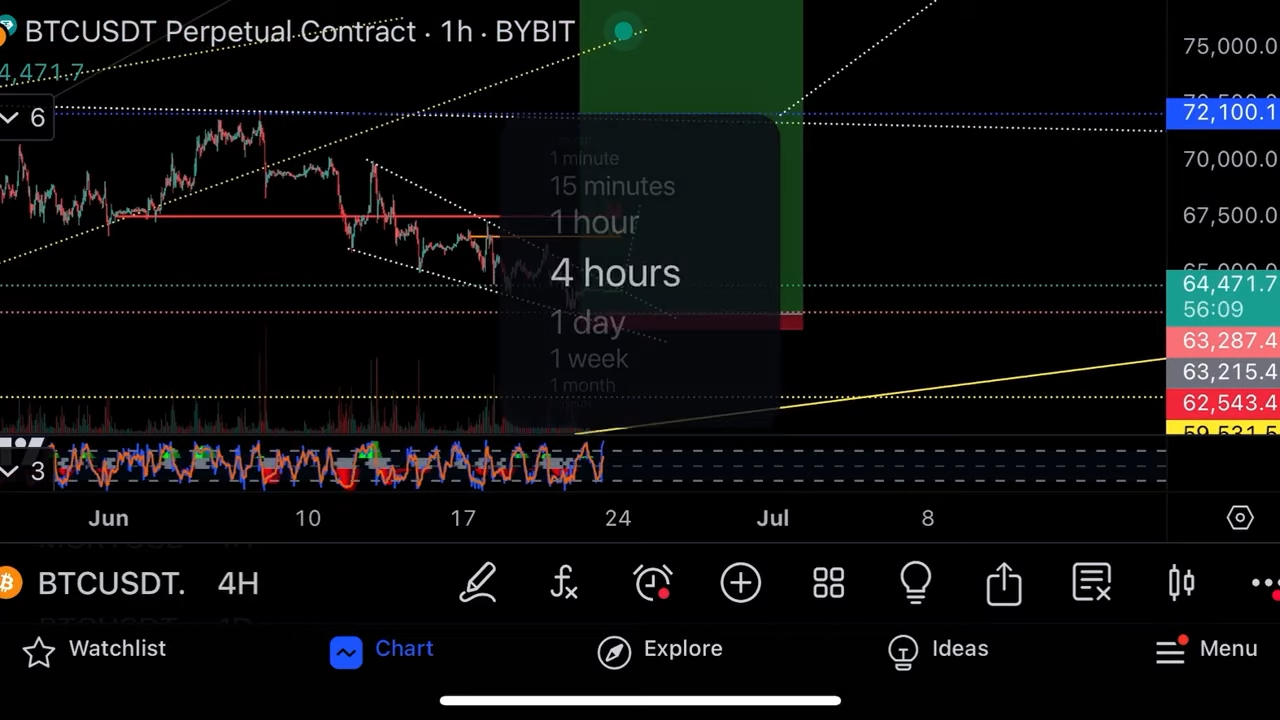 BTCUSDT Perpetual Contract · 1h · BYBIT
4,471.7
6
75,000.0
72,100.1
70,000.0
67,500.0
64,471.7
56:09
63,287.4
63,215.4
62,543.4
59,531.5
1 minute
15 minutes
1 hour
4 hours
1 day
1 week
1 month
3
Jun 10 17 24 Jul 8
BTCUSDT. 4H
Watchlist Chart Explore Ideas Menu